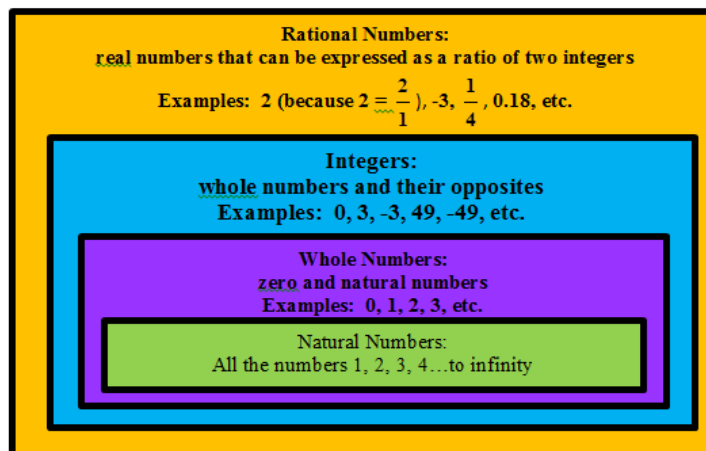 Rational Numbers:
real numbers that can be expressed as a ratio of two integers
Examples: 2 (because 2 = 2/1 ), -3, 1/4 , 0.18, etc.
Integers:
whole numbers and their opposites
Examples: 0, 3, -3, 49, -49, etc.
Whole Numbers:
zero and natural numbers
Examples: 0, 1, 2, 3, etc.
Natural Numbers:
All the numbers 1, 2, 3, 4…to infinity